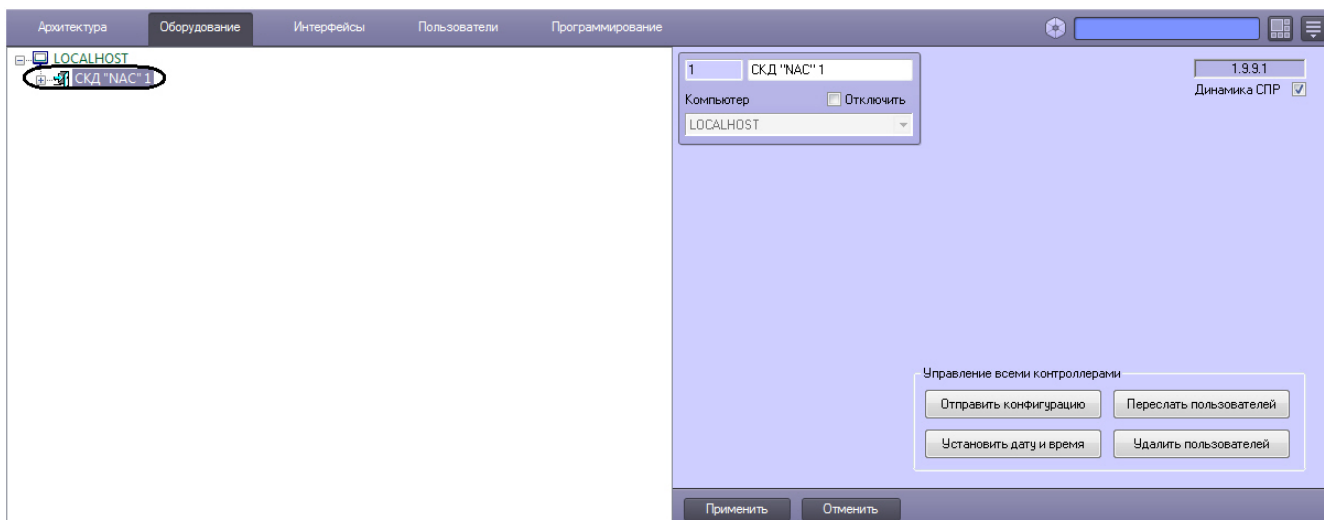 Архитектура Оборудование Интерфейсы Пользователи Программирование
LOCALHOST
СКД "NAC" 1
1 СКД "NAC" 1 1.9.9.1
Компьютер Отключить Динамика СПР
LOCALHOST
Управление всеми контроллерами
Отправить конфигурацию Переслать пользователей
Установить дату и время Удалить пользователей
Применить Отменить